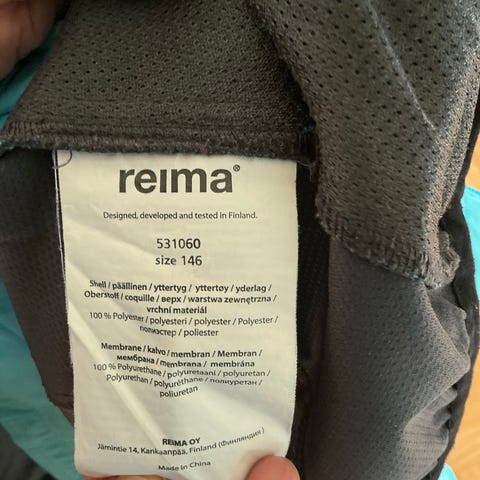 reima®
Designed, developed and tested in Finland.
531060
size 146
Shell / päällinen / yttertyg / yttertøy / yderlag /
Oberstoff / coquille / верх / warstwa zewnętrzna /
vrchní materiál
100 % Polyester / polyesteri / polyester / Polyester /
полиэстер / poliester
Membrane / kalvo / membran / Membran /
мембрана / membrana / membrána
100 % Polyurethane / polyuretaani / polyuretan /
Polyurethan / polyuréthane / полиуретан /
poliuretan
REIMA OY
Jämintie 14, Kankaanpää, Finland (Финляндия)
Made in China